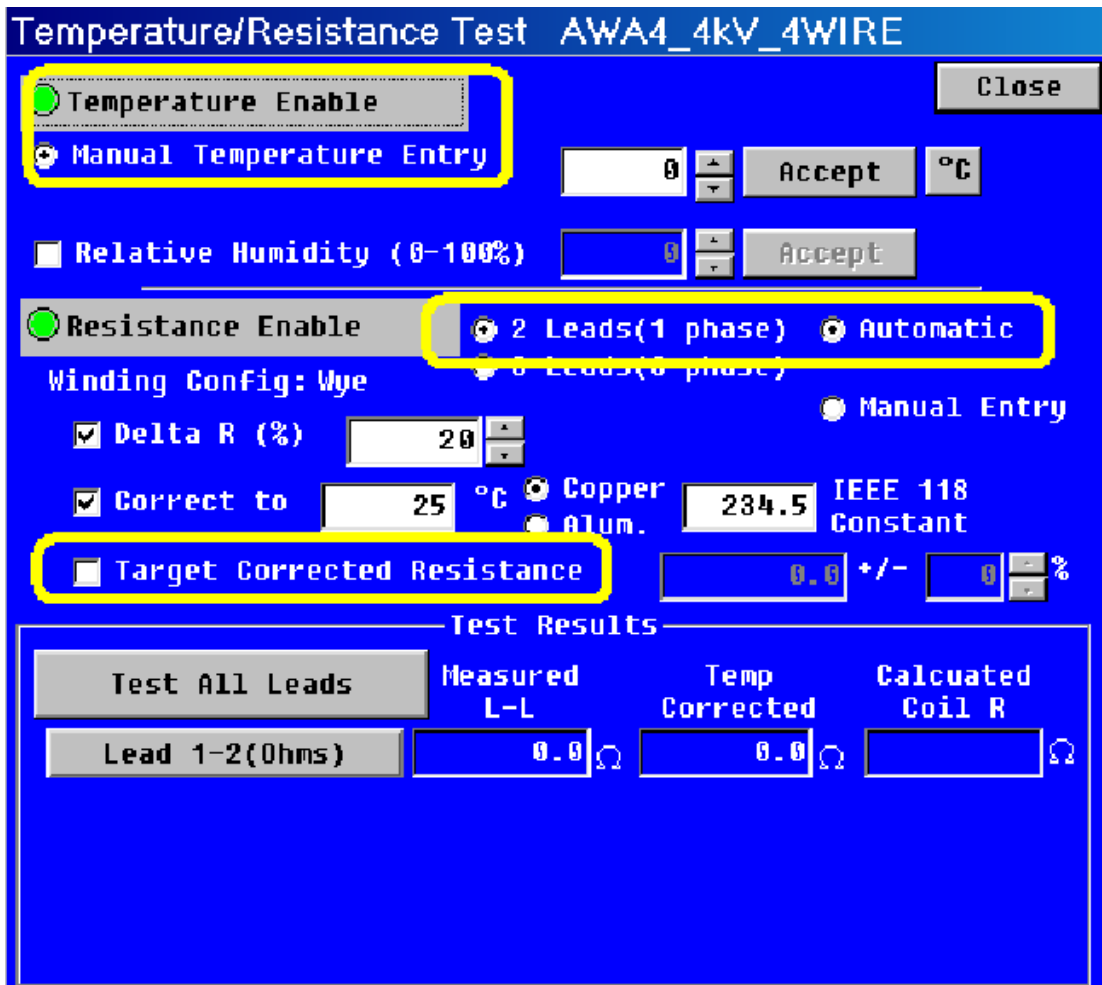 Temperature/Resistance Test AWA4_4kV_4WIRE
Close
Temperature Enable
Manual Temperature Entry
0
Accept
°C
Relative Humidity (0-100%)
0
Accept
Resistance Enable
2 Leads(1 phase)
Automatic
Leads(  phase)
Winding Config: Wye
Manual Entry
Delta R (%)
20
Correct to
25
°C
Copper
Alum.
234.5
IEEE 118
Constant
Target Corrected Resistance
0.0
+/-
0
%
Test Results
Test All Leads
Measured
L-L
Temp
Corrected
Calcuated
Coil R
Lead 1-2(Ohms)
0.0 Ω
0.0 Ω
Ω